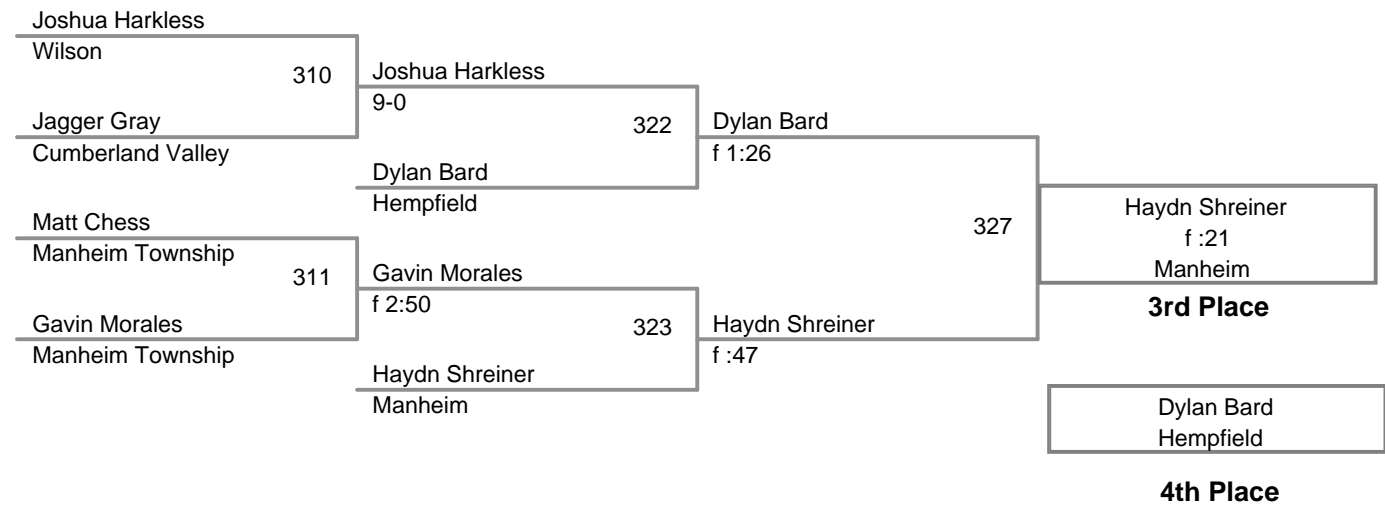 Joshua Harkless
Wilson
310
Joshua Harkless
9-0
Jagger Gray
Cumberland Valley
322
Dylan Bard
f 1:26
Dylan Bard
Hempfield
Matt Chess
Manheim Township
311
Gavin Morales
f 2:50
Gavin Morales
Manheim Township
323
Haydn Shreiner
f :47
Haydn Shreiner
Manheim
327
Haydn Shreiner
f :21
Manheim
3rd Place
Dylan Bard
Hempfield
4th Place